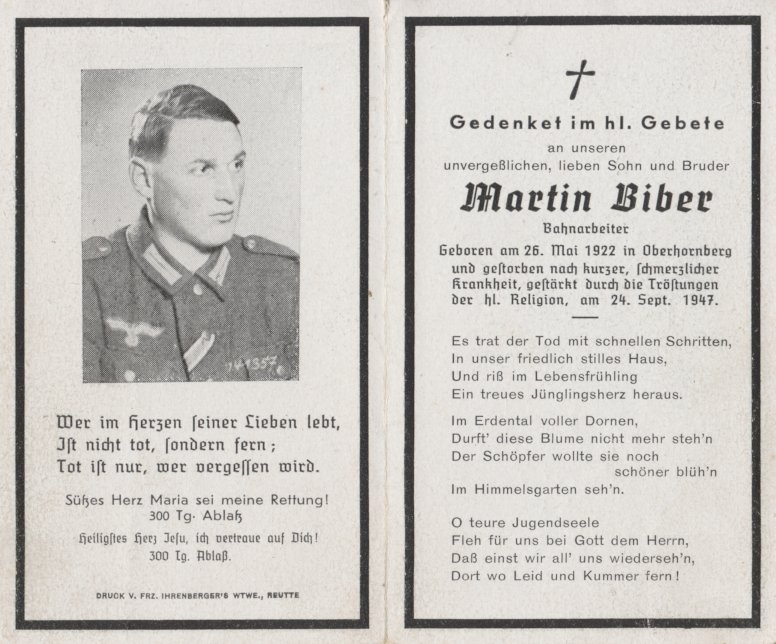 141357
Wer im Herzen seiner Lieben lebt,
Ist nicht tot, sondern fern;
Tot ist nur, wer vergessen wird.
Süßes Herz Maria sei meine Rettung!
300 Tg. Ablaß
Heiligstes Herz Jesu, ich vertraue auf Dich!
300 Tg. Ablaß.
DRUCK V. FRZ. IHRENBERGER'S WTWE., REUTTE
Gedenket im hl. Gebete
an unseren
unvergeßlichen, lieben Sohn und Bruder
Martin Biber
Bahnarbeiter
Geboren am 26. Mai 1922 in Oberhornberg
und gestorben nach kurzer, schmerzlicher
Krankheit, gestärkt durch die Tröstungen
der hl. Religion, am 24. Sept. 1947.
Es trat der Tod mit schnellen Schritten,
In unser friedlich stilles Haus,
Und riß im Lebensfrühling
Ein treues Jünglingsherz heraus.
Im Erdental voller Dornen,
Durft' diese Blume nicht mehr steh'n
Der Schöpfer wollte sie noch
schöner blüh'n
Im Himmelsgarten seh'n.
O teure Jugendseele
Fleh für uns bei Gott dem Herrn,
Daß einst wir all' uns wiederseh'n,
Dort wo Leid und Kummer fern!